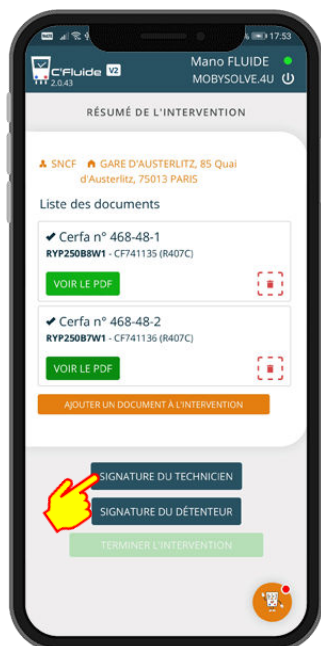 17:53
C'Fluide V2
2.0.43
Mano FLUIDE
MOBYSOLVE.4U
RÉSUMÉ DE L'INTERVENTION
SNCF GARE D'AUSTERLITZ, 85 Quai
d'Austerlitz, 75013 PARIS
Liste des documents
Cerfa n° 468-48-1
RYP250B8W1 - CF741135 (R407C)
VOIR LE PDF
Cerfa n° 468-48-2
RYP250B7W1 - CF741136 (R407C)
VOIR LE PDF
AJOUTER UN DOCUMENT À L'INTERVENTION
SIGNATURE DU TECHNICIEN
SIGNATURE DU DÉTENTEUR
TERMINER L'INTERVENTION